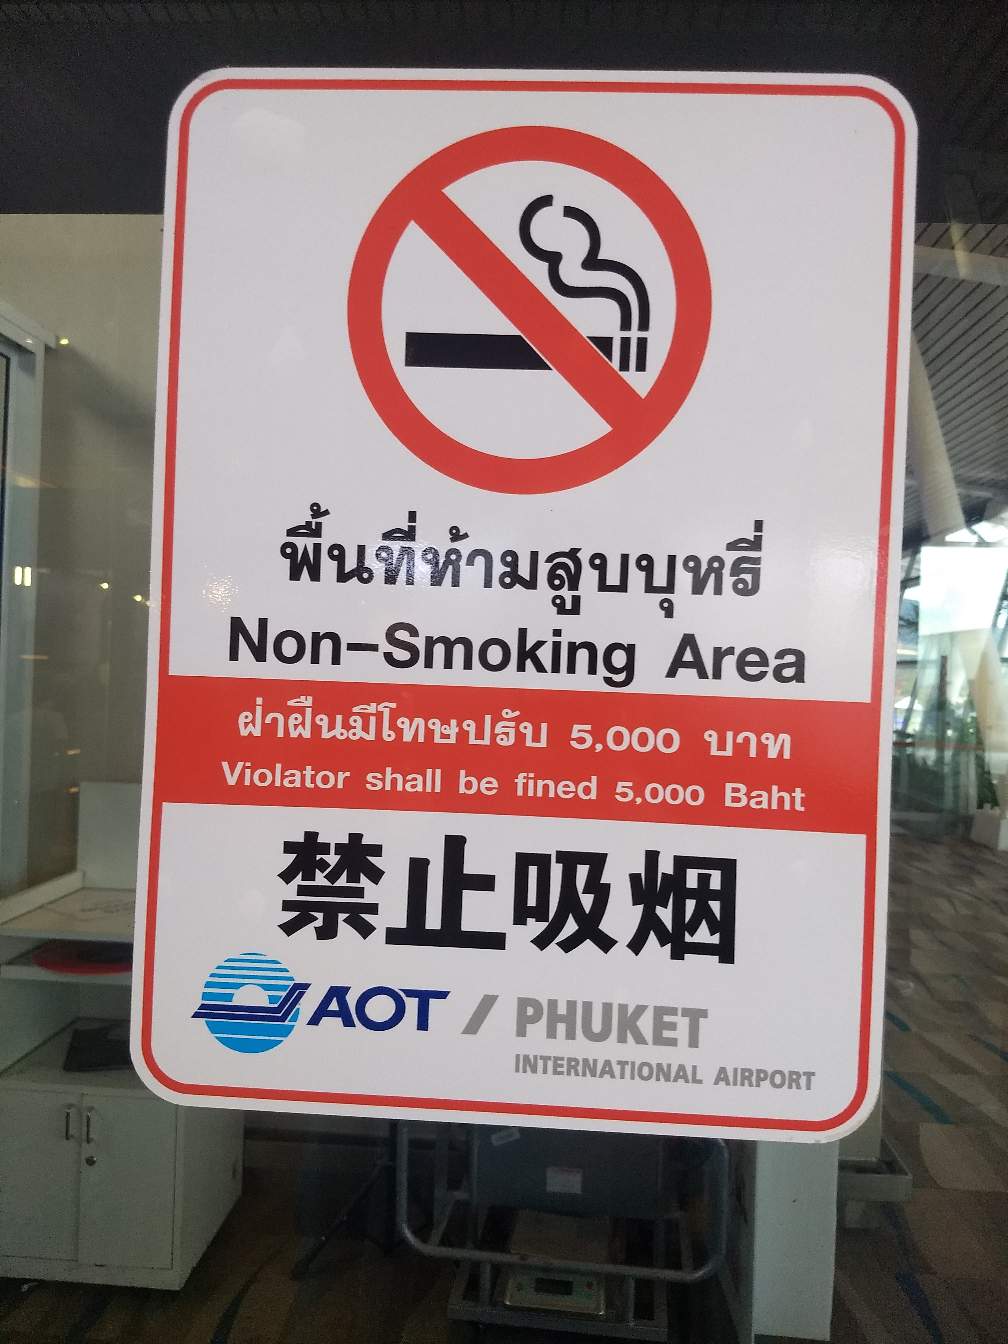 พื้นที่ห้ามสูบบุหรี่
Non-Smoking Area
ฝ่าฝืนมีโทษปรับ 5,000 บาท
Violator shall be fined 5,000 Baht
禁止吸烟
AOT / PHUKET
INTERNATIONAL AIRPORT